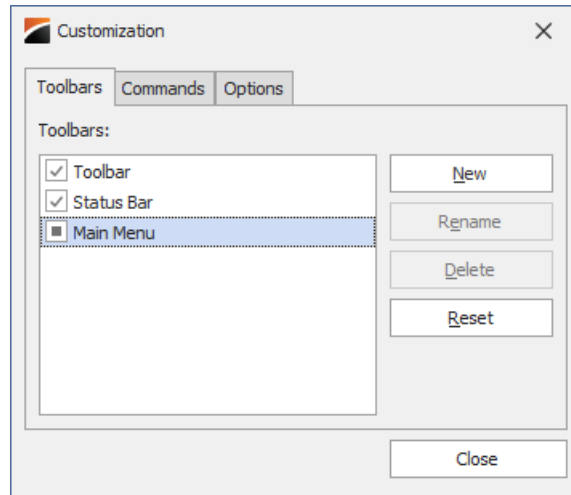 Customization
Toolbars Commands Options
Toolbars:
Toolbar
Status Bar
Main Menu
New
Rename
Delete
Reset
Close